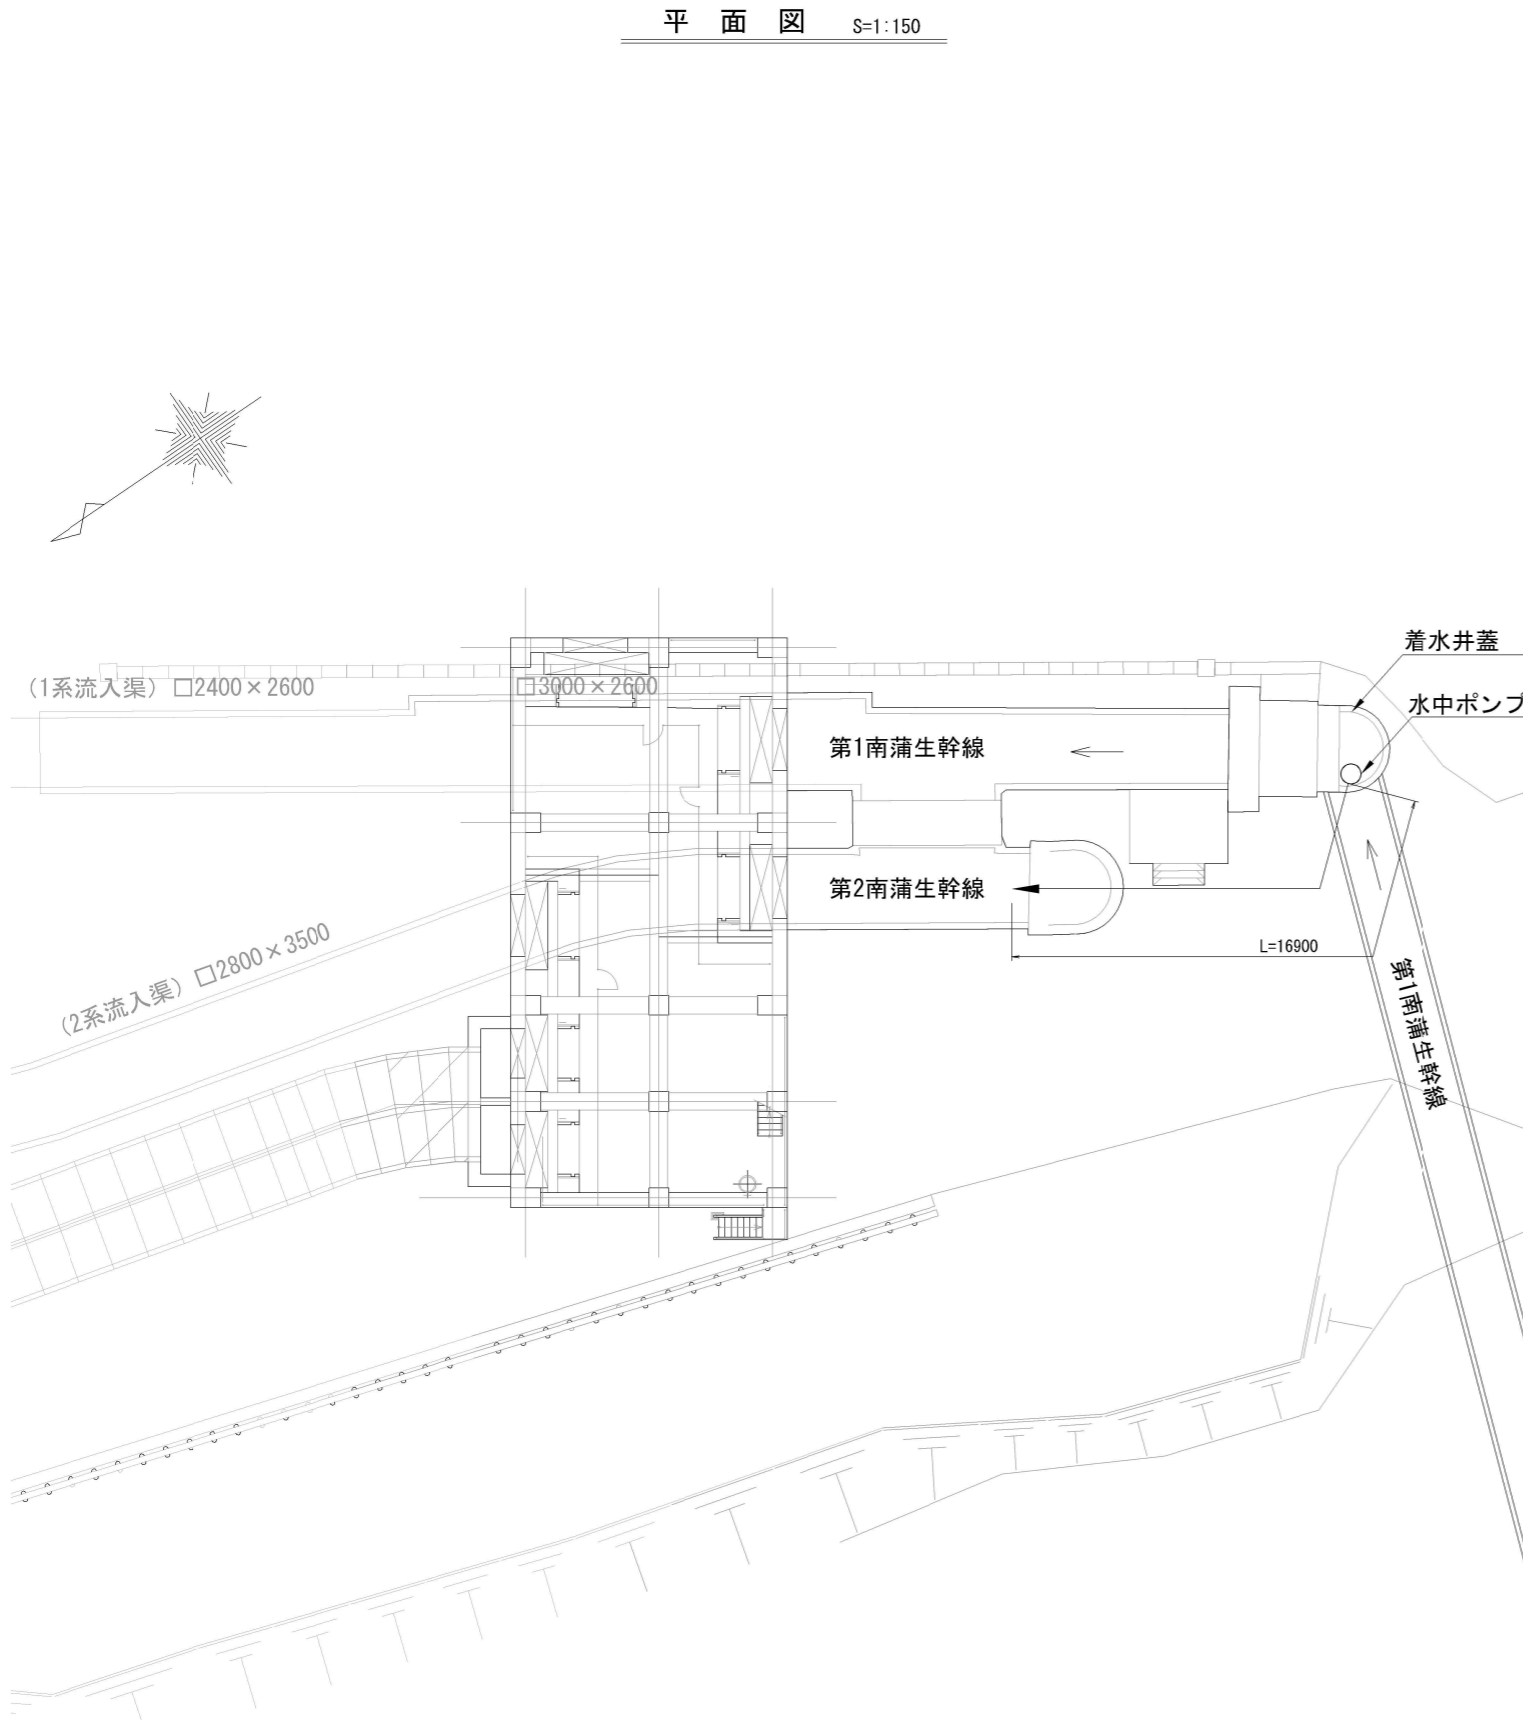 平面図 S=1:150
着水井蓋
(1系流入渠) □2400×2600
□3000×2600
水中ポンプ
第1南蒲生幹線
第2南蒲生幹線
L=16900
(2系流入渠) □2800×3500
第1南蒲生幹線